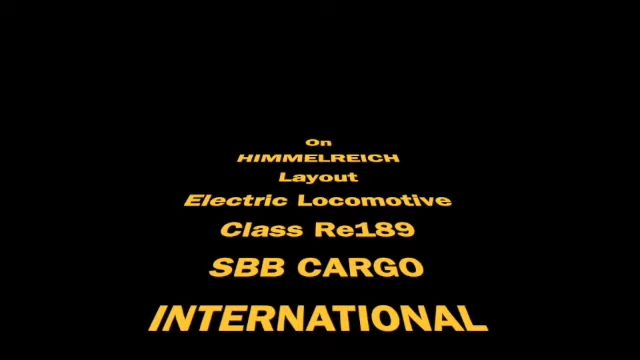 On
HIMMELREICH
Layout
Electric Locomotive
Class Re189
SBB CARGO
INTERNATIONAL